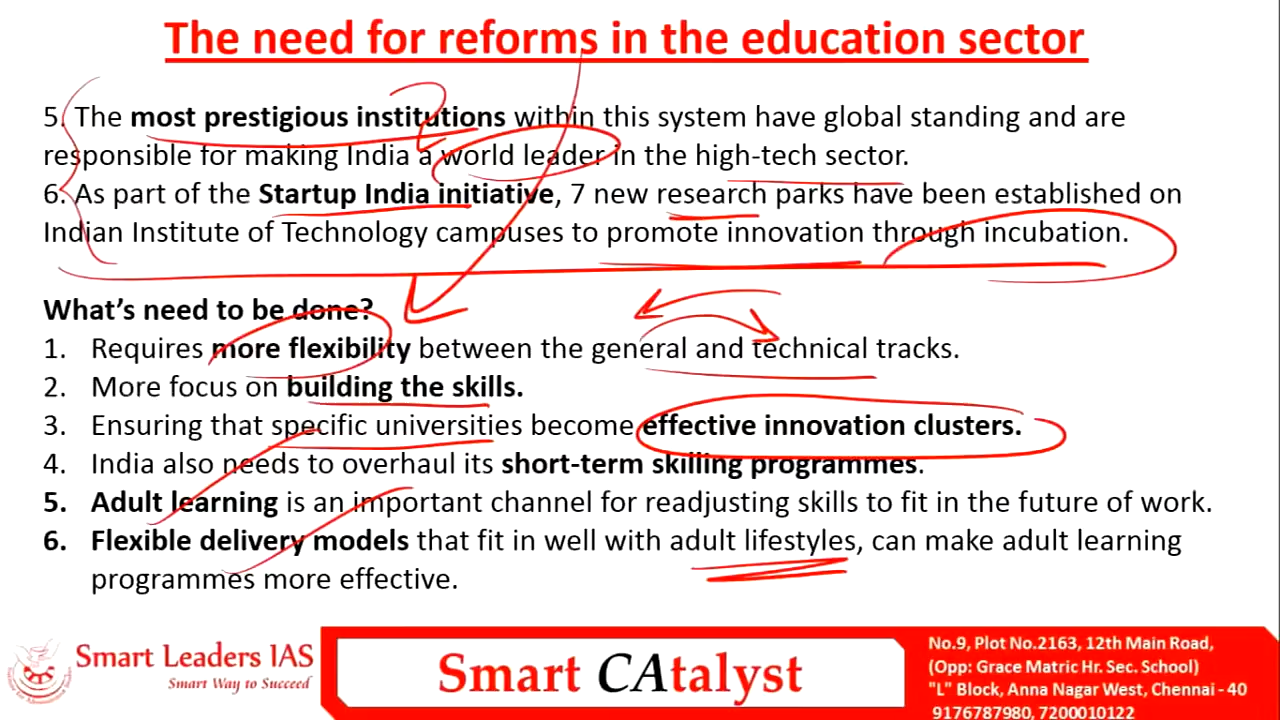 The need for reforms in the education sector
5. The most prestigious institutions within this system have global standing and are
responsible for making India a world leader in the high-tech sector.
6. As part of the Startup India initiative, 7 new research parks have been established on
Indian Institute of Technology campuses to promote innovation through incubation.
What's need to be done?
1. Requires more flexibility between the general and technical tracks.
2. More focus on building the skills.
3. Ensuring that specific universities become effective innovation clusters.
4. India also needs to overhaul its short-term skilling programmes.
5. Adult learning is an important channel for readjusting skills to fit in the future of work.
6. Flexible delivery models that fit in well with adult lifestyles, can make adult learning
programmes more effective.
Smart Leaders IAS
Smart Way to Succeed
Smart CAtalyst
No.9, Plot No.2163, 12th Main Road,
(Opp: Grace Matric Hr. Sec. School)
"L" Block, Anna Nagar West, Chennai - 40
9176787980, 7200010122